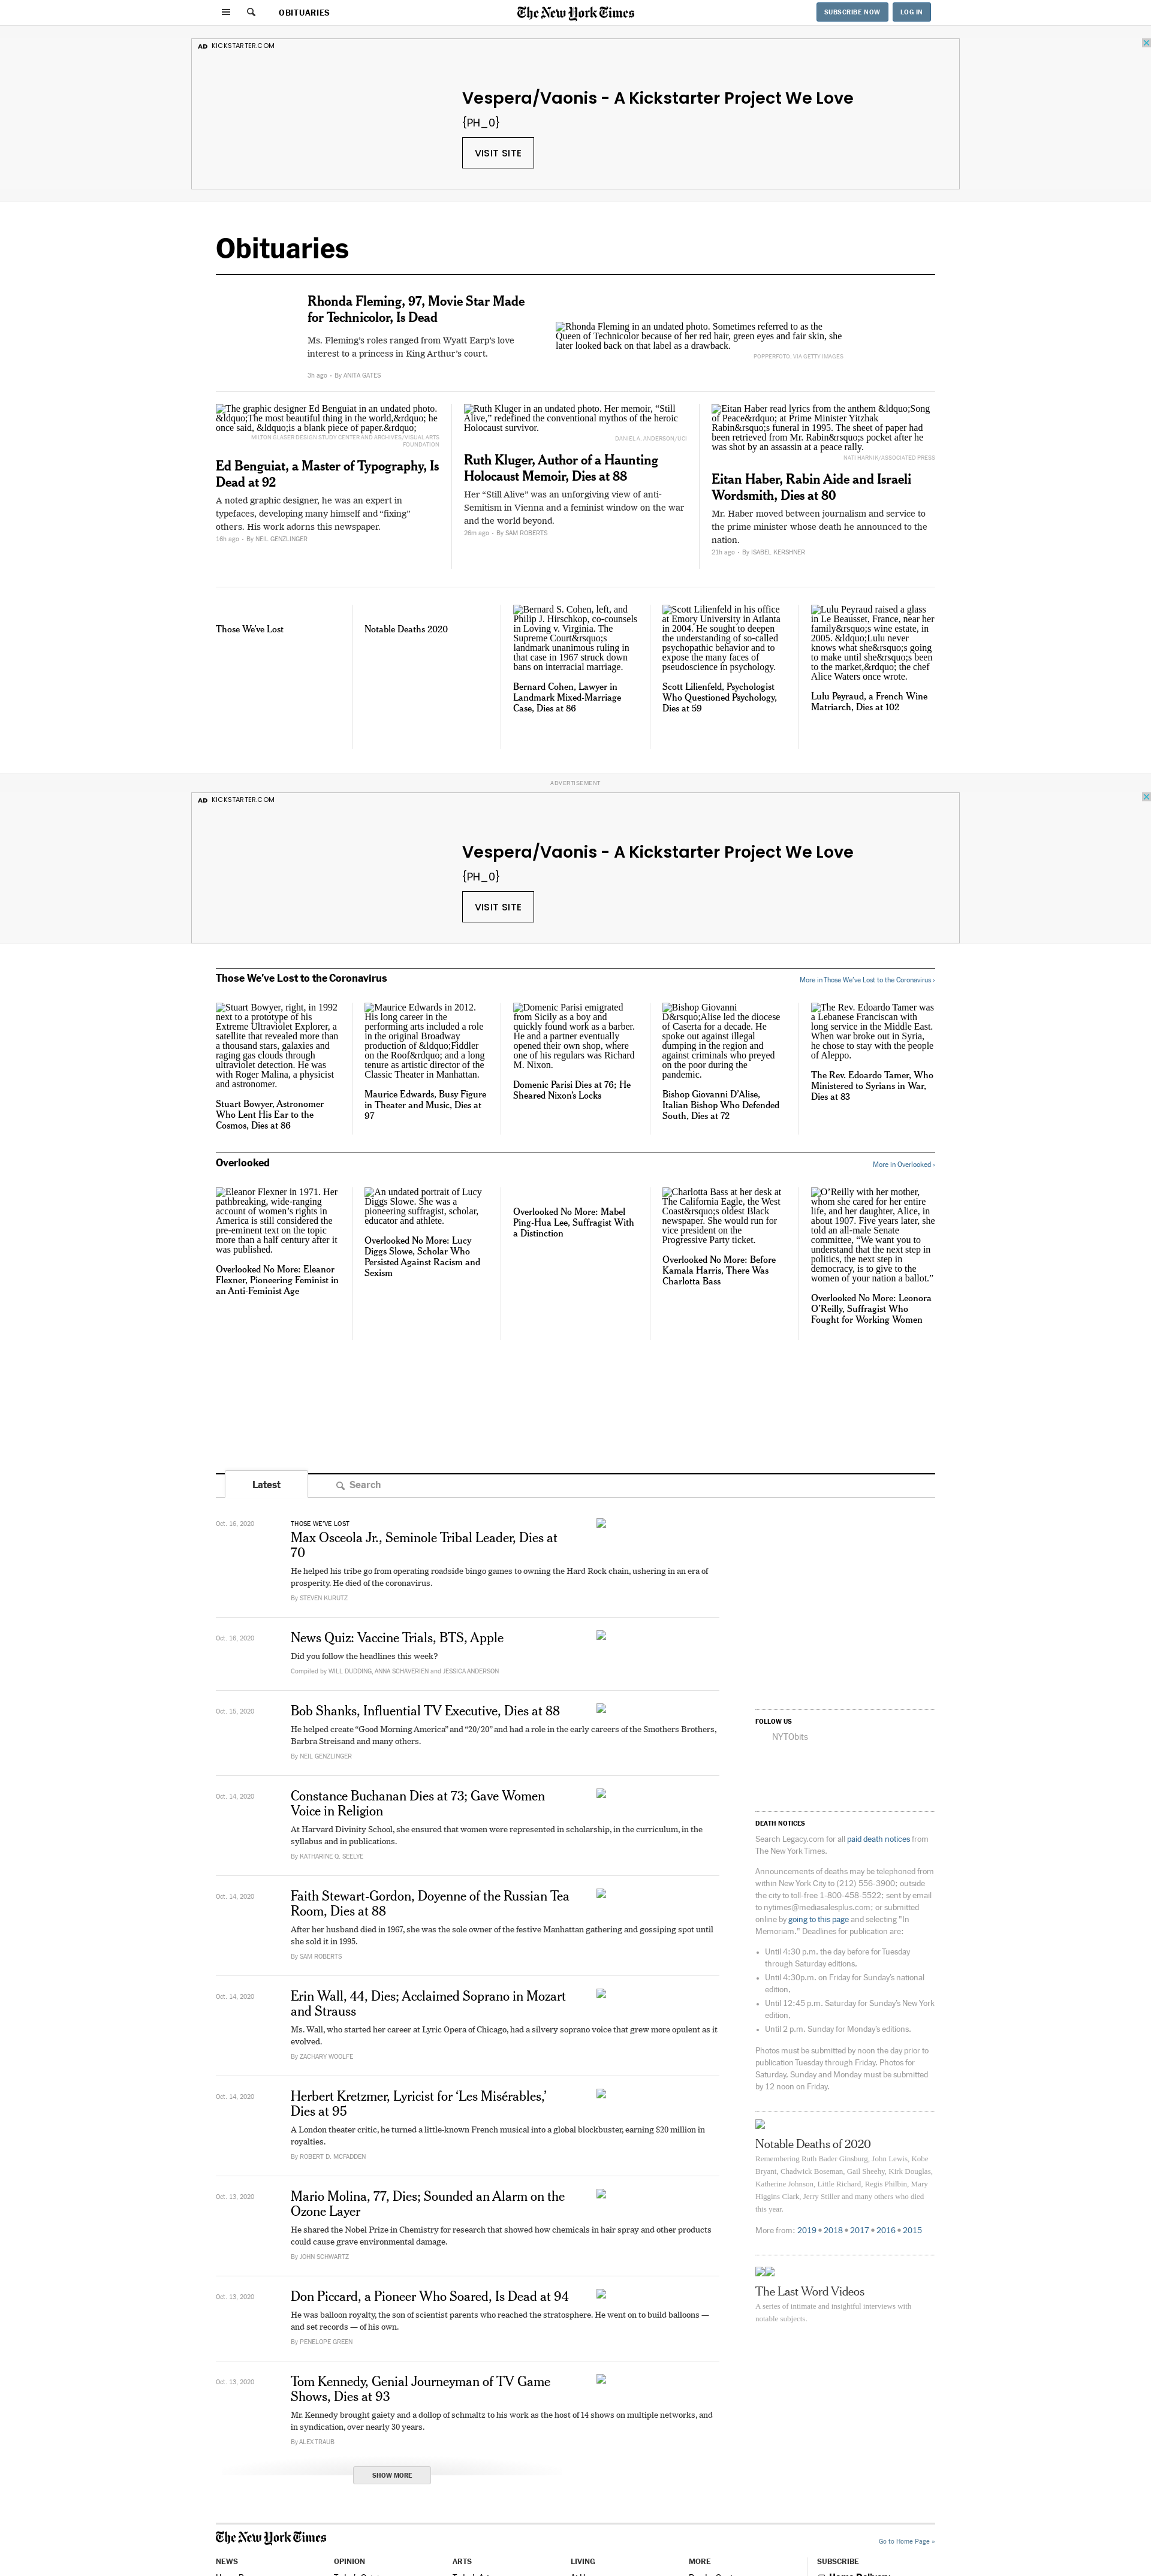 OBITUARIES
The New York Times
SUBSCRIBE NOW
LOG IN
AD KICKSTARTER.COM
Vespera/Vaonis - A Kickstarter Project We Love
{PH_0}
VISIT SITE
Obituaries
Rhonda Fleming, 97, Movie Star Made
for Technicolor, Is Dead
Ms. Fleming's roles ranged from Wyatt Earp's love
interest to a princess in King Arthur's court.
3h ago • By ANITA GATES
Rhonda Fleming in an undated photo. Sometimes referred to as the
Queen of Technicolor because of her red hair, green eyes and fair skin, she
later looked back on that label as a drawback.
POPPERFOTO, VIA GETTY IMAGES
The graphic designer Ed Benguiat in an undated photo.
&ldquo;The most beautiful thing in the world,&rdquo; he
once said, &ldquo;is a blank piece of paper.&rdquo;
MILTON GLASER DESIGN STUDY CENTER AND ARCHIVES/VISUAL ARTS
FOUNDATION
Ed Benguiat, a Master of Typography, Is
Dead at 92
A noted graphic designer, he was an expert in
typefaces, developing many himself and “fixing”
others. His work adorns this newspaper.
16h ago • By NEIL GENZLINGER
Ruth Kluger in an undated photo. Her memoir, “Still
Alive,” redefined the conventional mythos of the heroic
Holocaust survivor.
DANIEL A. ANDERSON/UCI
Ruth Kluger, Author of a Haunting
Holocaust Memoir, Dies at 88
Her “Still Alive” was an unforgiving view of anti-
Semitism in Vienna and a feminist window on the war
and the world beyond.
26m ago • By SAM ROBERTS
Eitan Haber read lyrics from the anthem &ldquo;Song
of Peace&rdquo; at Prime Minister Yitzhak
Rabin&rsquo;s funeral in 1995. The sheet of paper had
been retrieved from Mr. Rabin&rsquo;s pocket after he
was shot by an assassin at a peace rally.
NATI HARNIK/ASSOCIATED PRESS
Eitan Haber, Rabin Aide and Israeli
Wordsmith, Dies at 80
Mr. Haber moved between journalism and service to
the prime minister whose death he announced to the
nation.
21h ago • By ISABEL KERSHNER
Those We've Lost
Notable Deaths 2020
Bernard S. Cohen, left, and
Philip J. Hirschkop, co-counsels
in Loving v. Virginia. The
Supreme Court&rsquo;s
landmark unanimous ruling in
that case in 1967 struck down
bans on interracial marriage.
Bernard Cohen, Lawyer in
Landmark Mixed-Marriage
Case, Dies at 86
Scott Lilienfeld in his office
at Emory University in Atlanta
in 2004. He sought to deepen
the understanding of so-called
psychopathic behavior and to
expose the many faces of
pseudoscience in psychology.
Scott Lilienfeld, Psychologist
Who Questioned Psychology,
Dies at 59
Lulu Peyraud raised a glass
in Le Beausset, France, near her
family&rsquo;s wine estate, in
2005. &ldquo;Lulu never
knows what she&rsquo;s going
to make until she&rsquo;s been
to the market,&rdquo; the chef
Alice Waters once wrote.
Lulu Peyraud, a French Wine
Matriarch, Dies at 102
ADVERTISEMENT
AD KICKSTARTER.COM
Vespera/Vaonis - A Kickstarter Project We Love
{PH_0}
VISIT SITE
Those We've Lost to the Coronavirus
More in Those We've Lost to the Coronavirus ›
Stuart Bowyer, right, in 1992
next to a prototype of his
Extreme Ultraviolet Explorer, a
satellite that revealed more than
a thousand stars, galaxies and
raging gas clouds through
ultraviolet detection. He was
with Roger Malina, a physicist
and astronomer.
Stuart Bowyer, Astronomer
Who Lent His Ear to the
Cosmos, Dies at 86
Maurice Edwards in 2012.
His long career in the
performing arts included a role
in the original Broadway
production of &ldquo;Fiddler
on the Roof&rdquo; and a long
tenure as artistic director of the
Classic Theater in Manhattan.
Maurice Edwards, Busy Figure
in Theater and Music, Dies at
97
Domenic Parisi emigrated
from Sicily as a boy and
quickly found work as a barber.
He and a partner eventually
opened their own shop, where
one of his regulars was Richard
M. Nixon.
Domenic Parisi Dies at 76; He
Sheared Nixon's Locks
Bishop Giovanni
D&rsquo;Alise led the diocese
of Caserta for a decade. He
spoke out against illegal
dumping in the region and
against criminals who preyed
on the poor during the
pandemic.
Bishop Giovanni D'Alise,
Italian Bishop Who Defended
South, Dies at 72
The Rev. Edoardo Tamer was
a Lebanese Franciscan with
long service in the Middle East.
When war broke out in Syria,
he chose to stay with the people
of Aleppo.
The Rev. Edoardo Tamer, Who
Ministered to Syrians in War,
Dies at 83
Overlooked
More in Overlooked ›
Eleanor Flexner in 1971. Her
pathbreaking, wide-ranging
account of women's rights in
America is still considered the
pre-eminent text on the topic
more than a half century after it
was published.
Overlooked No More: Eleanor
Flexner, Pioneering Feminist in
an Anti-Feminist Age
An undated portrait of Lucy
Diggs Slowe. She was a
pioneering suffragist, scholar,
educator and athlete.
Overlooked No More: Lucy
Diggs Slowe, Scholar Who
Persisted Against Racism and
Sexism
Overlooked No More: Mabel
Ping-Hua Lee, Suffragist With
a Distinction
Charlotta Bass at her desk at
The California Eagle, the West
Coast&rsquo;s oldest Black
newspaper. She would run for
vice president on the
Progressive Party ticket.
Overlooked No More: Before
Kamala Harris, There Was
Charlotta Bass
O'Reilly with her mother,
whom she cared for her entire
life, and her daughter, Alice, in
about 1907. Five years later, she
told an all-male Senate
committee, “We want you to
understand that the next step in
politics, the next step in
democracy, is to give to the
women of your nation a ballot.”
Overlooked No More: Leonora
O'Reilly, Suffragist Who
Fought for Working Women
Latest
Search
Oct. 16, 2020
THOSE WE'VE LOST
Max Osceola Jr., Seminole Tribal Leader, Dies at
70
He helped his tribe go from operating roadside bingo games to owning the Hard Rock chain, ushering in an era of
prosperity. He died of the coronavirus.
By STEVEN KURUTZ
Oct. 16, 2020
News Quiz: Vaccine Trials, BTS, Apple
Did you follow the headlines this week?
Compiled by WILL DUDDING, ANNA SCHAVERIEN and JESSICA ANDERSON
Oct. 15, 2020
Bob Shanks, Influential TV Executive, Dies at 88
He helped create “Good Morning America” and “20/20” and had a role in the early careers of the Smothers Brothers,
Barbra Streisand and many others.
By NEIL GENZLINGER
Oct. 14, 2020
Constance Buchanan Dies at 73; Gave Women
Voice in Religion
At Harvard Divinity School, she ensured that women were represented in scholarship, in the curriculum, in the
syllabus and in publications.
By KATHARINE Q. SEELYE
Oct. 14, 2020
Faith Stewart-Gordon, Doyenne of the Russian Tea
Room, Dies at 88
After her husband died in 1967, she was the sole owner of the festive Manhattan gathering and gossiping spot until
she sold it in 1995.
By SAM ROBERTS
Oct. 14, 2020
Erin Wall, 44, Dies; Acclaimed Soprano in Mozart
and Strauss
Ms. Wall, who started her career at Lyric Opera of Chicago, had a silvery soprano voice that grew more opulent as it
evolved.
By ZACHARY WOOLFE
Oct. 14, 2020
Herbert Kretzmer, Lyricist for ‘Les Misérables,’
Dies at 95
A London theater critic, he turned a little-known French musical into a global blockbuster, earning $20 million in
royalties.
By ROBERT D. MCFADDEN
Oct. 13, 2020
Mario Molina, 77, Dies; Sounded an Alarm on the
Ozone Layer
He shared the Nobel Prize in Chemistry for research that showed how chemicals in hair spray and other products
could cause grave environmental damage.
By JOHN SCHWARTZ
Oct. 13, 2020
Don Piccard, a Pioneer Who Soared, Is Dead at 94
He was balloon royalty, the son of scientist parents who reached the stratosphere. He went on to build balloons —
and set records — of his own.
By PENELOPE GREEN
Oct. 13, 2020
Tom Kennedy, Genial Journeyman of TV Game
Shows, Dies at 93
Mr. Kennedy brought gaiety and a dollop of schmaltz to his work as the host of 14 shows on multiple networks, and
in syndication, over nearly 30 years.
By ALEX TRAUB
SHOW MORE
FOLLOW US
NYTObits
DEATH NOTICES
Search Legacy.com for all paid death notices from
The New York Times.
Announcements of deaths may be telephoned from
within New York City to (212) 556-3900; outside
the city to toll-free 1-800-458-5522; sent by email
to nytimes@mediasalesplus.com; or submitted
online by going to this page and selecting "In
Memoriam." Deadlines for publication are:
Until 4:30 p.m. the day before for Tuesday
through Saturday editions.
Until 4:30p.m. on Friday for Sunday's national
edition.
Until 12:45 p.m. Saturday for Sunday's New York
edition.
Until 2 p.m. Sunday for Monday's editions.
Photos must be submitted by noon the day prior to
publication Tuesday through Friday. Photos for
Saturday, Sunday and Monday must be submitted
by 12 noon on Friday.
Notable Deaths of 2020
Remembering Ruth Bader Ginsburg, John Lewis, Kobe
Bryant, Chadwick Boseman, Gail Sheehy, Kirk Douglas,
Katherine Johnson, Little Richard, Regis Philbin, Mary
Higgins Clark, Jerry Stiller and many others who died
this year.
More from: 2019 • 2018 • 2017 • 2016 • 2015
The Last Word Videos
A series of intimate and insightful interviews with
notable subjects.
The New York Times
Go to Home Page »
NEWS
OPINION
ARTS
LIVING
MORE
SUBSCRIBE